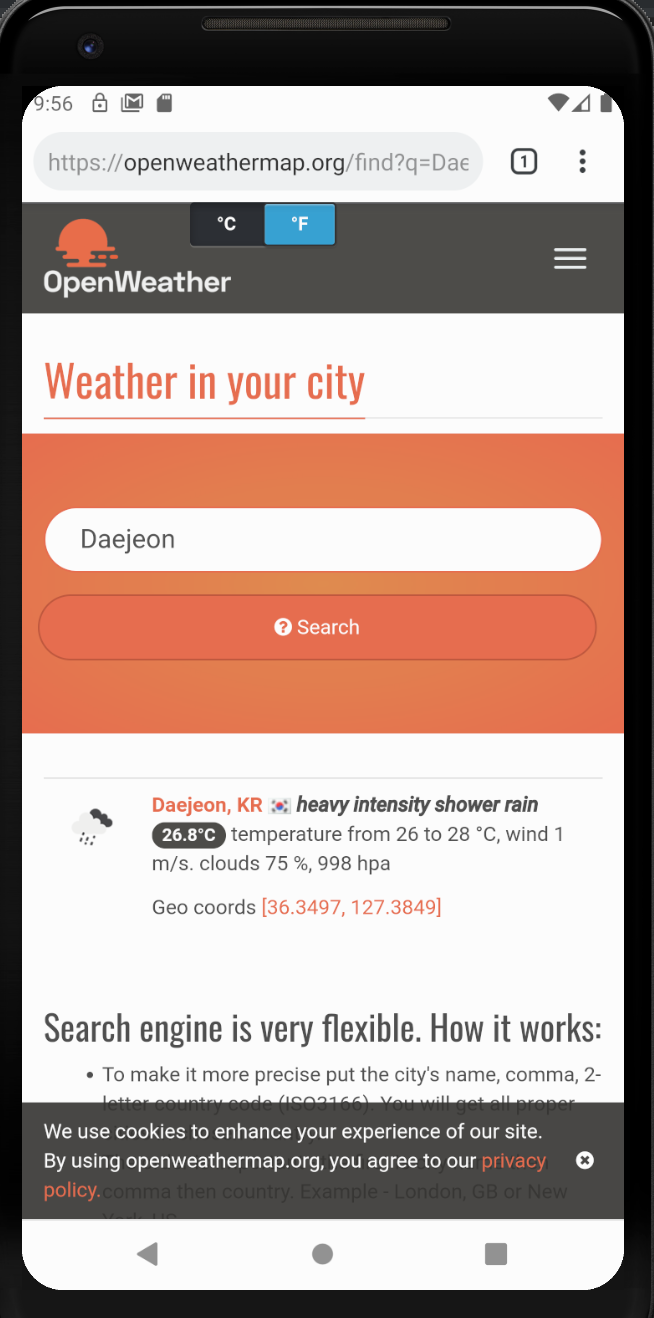 9:56
https://openweathermap.org/find?q=Dae
1
°C °F
OpenWeather
Weather in your city
Daejeon
Search
Daejeon, KR heavy intensity shower rain
26.8°C temperature from 26 to 28 °C, wind 1
m/s. clouds 75 %, 998 hpa
Geo coords [36.3497, 127.3849]
Search engine is very flexible. How it works:
• To make it more precise put the city's name, comma, 2-
letter country code (ISO3166). You will get all proper
We use cookies to enhance your experience of our site.
By using openweathermap.org, you agree to our privacy
policy.
comma then country. Example - London, GB or New
York, US